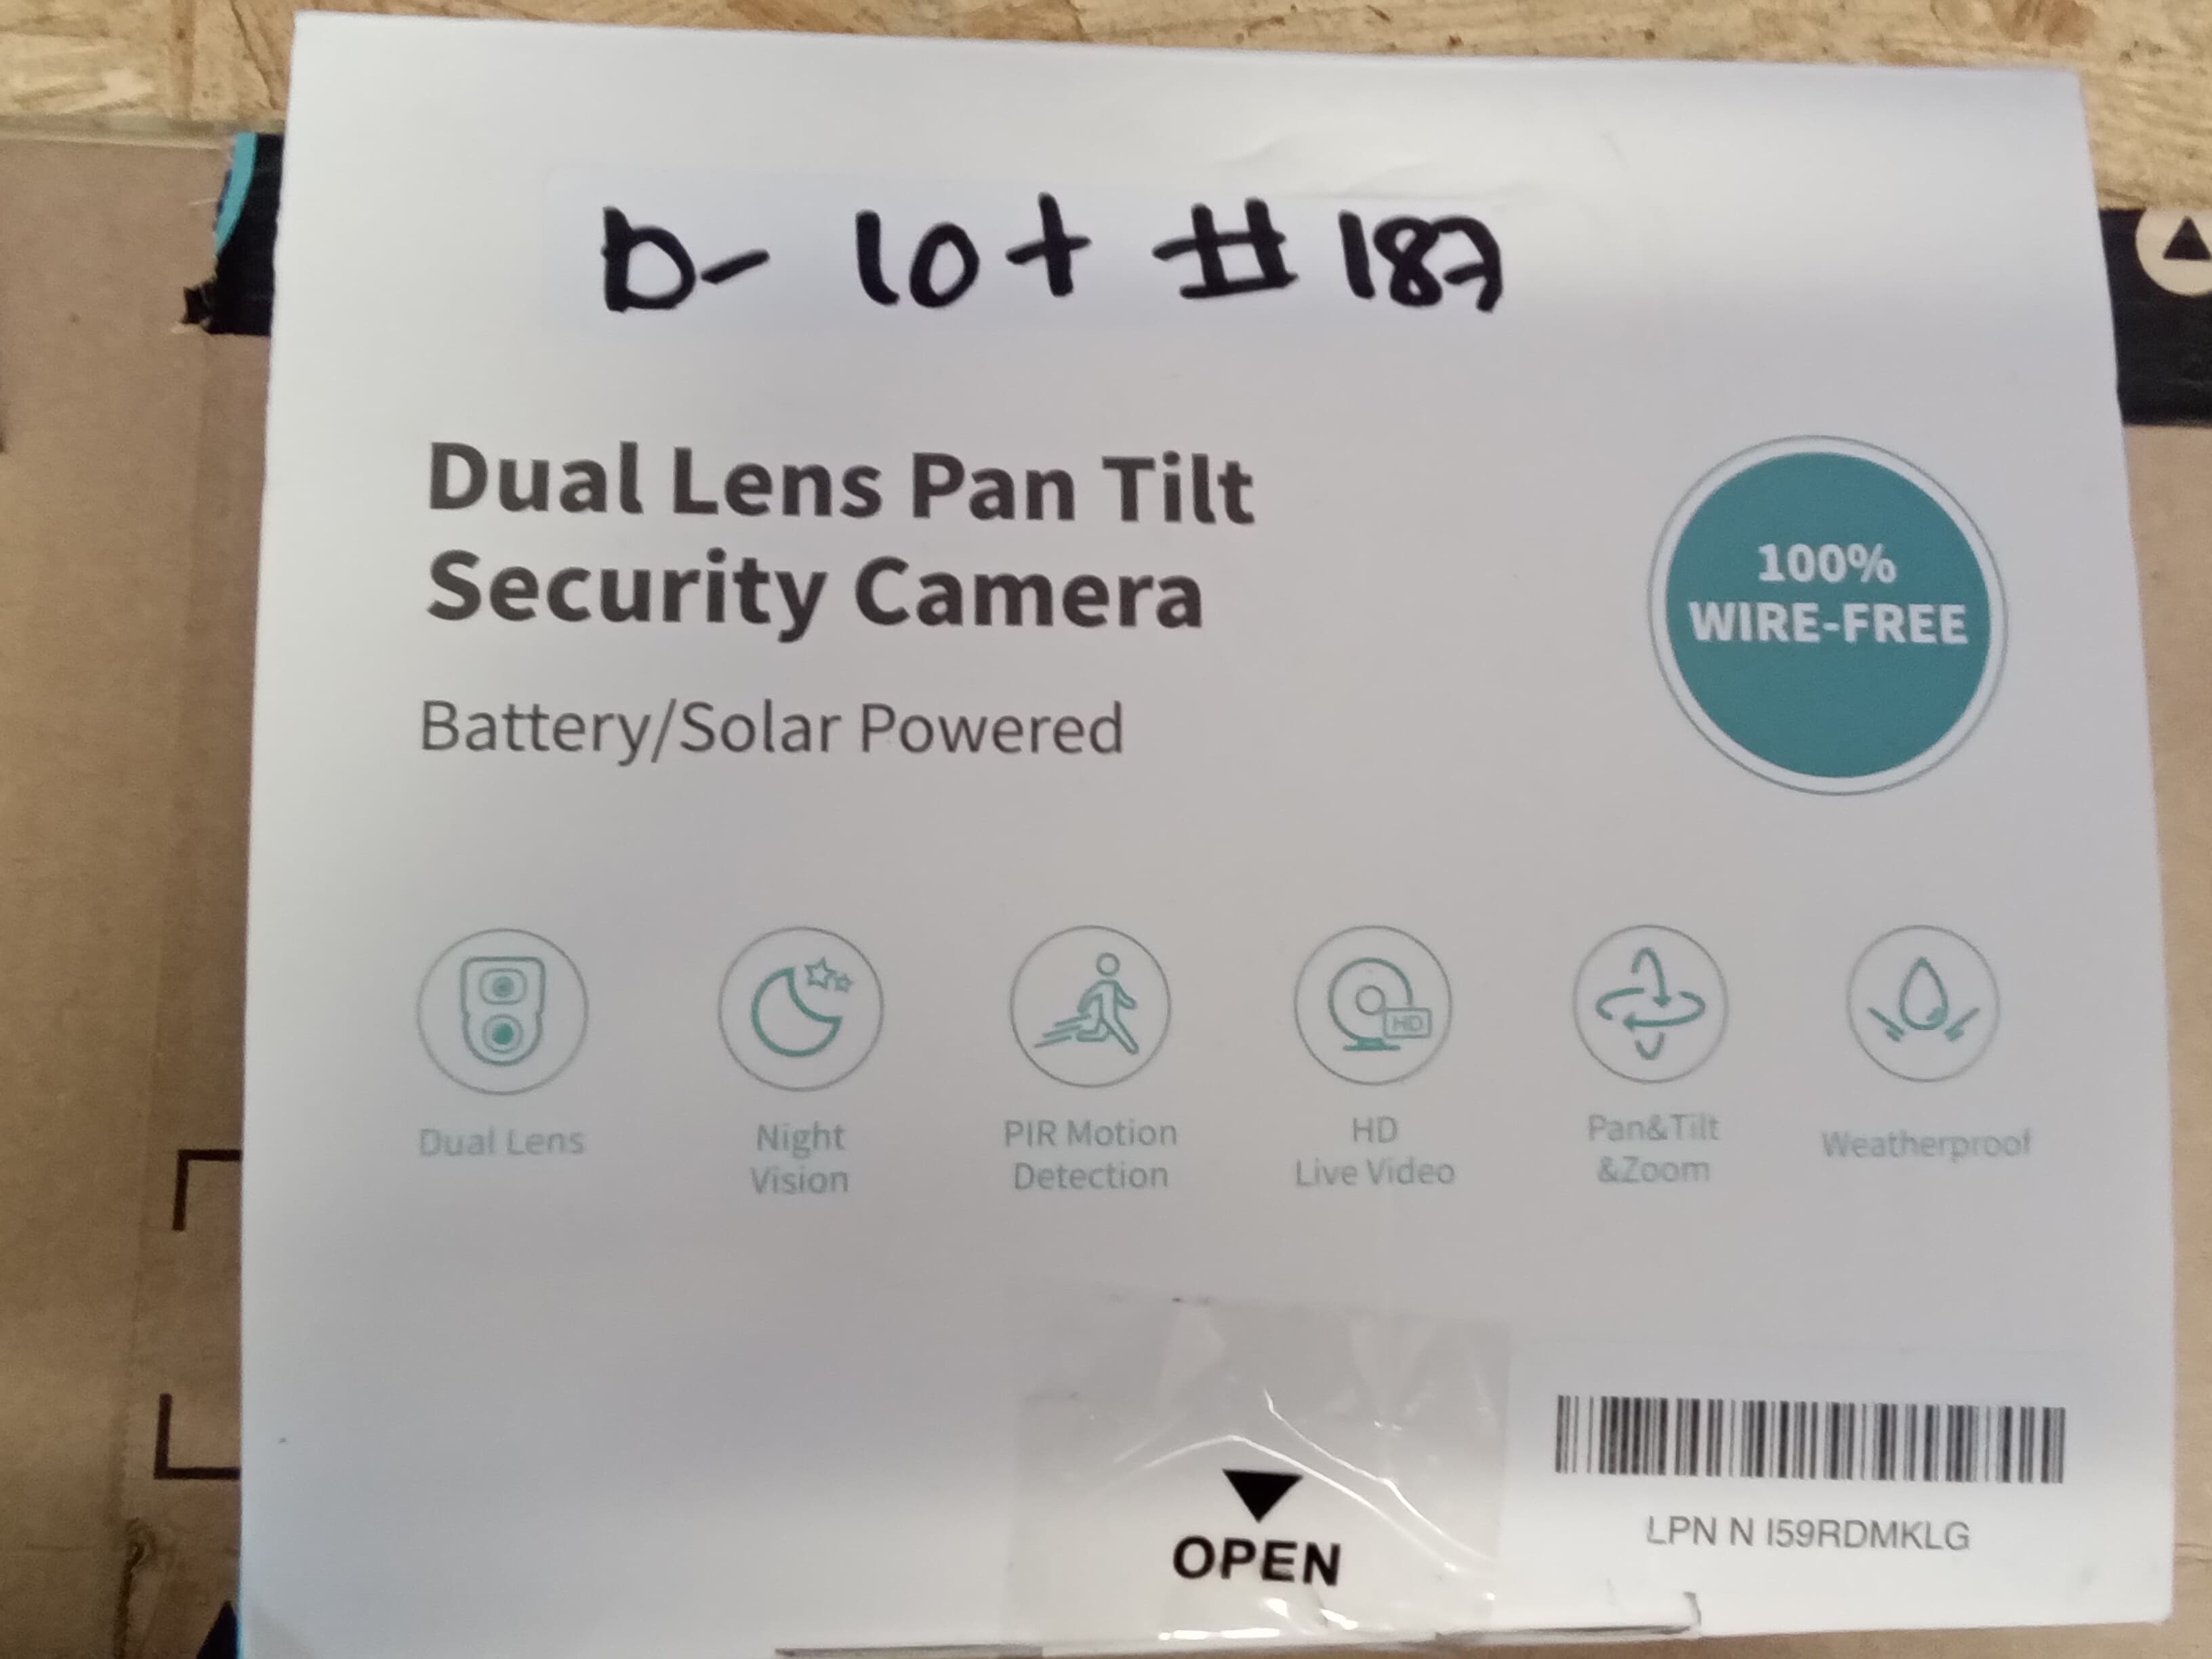 D- lot # 187
Dual Lens Pan Tilt
Security Camera
Battery/Solar Powered
100%
WIRE-FREE
HD
Dual Lens
Night
Vision
PIR Motion
Detection
HD
Live Video
Pan&Tilt
&Zoom
Weatherproof
OPEN
LPN N I59RDMKLG